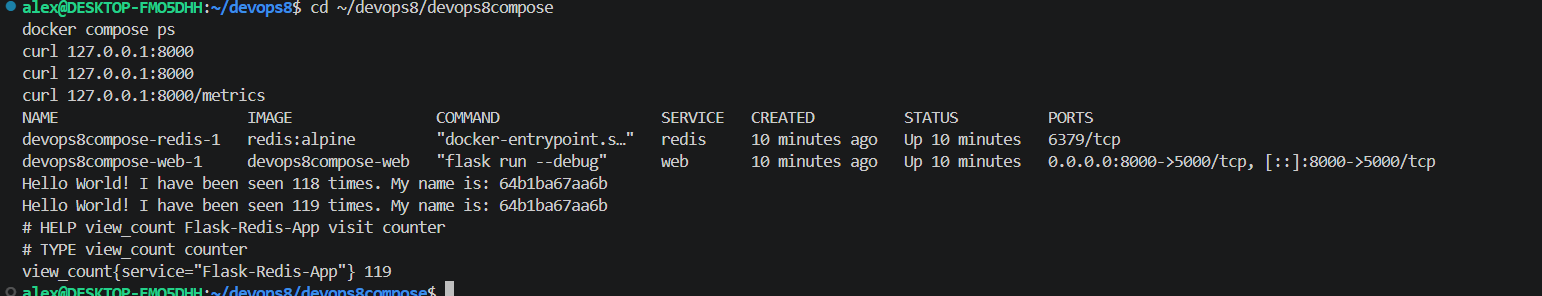 alex@DESKTOP-FMO5DHH:~/devops8$ cd ~/devops8/devops8compose
docker compose ps
curl 127.0.0.1:8000
curl 127.0.0.1:8000
curl 127.0.0.1:8000/metrics
NAME IMAGE COMMAND SERVICE CREATED STATUS PORTS
devops8compose-redis-1 redis:alpine "docker-entrypoint.s…" redis 10 minutes ago Up 10 minutes 6379/tcp
devops8compose-web-1 devops8compose-web "flask run --debug" web 10 minutes ago Up 10 minutes 0.0.0.0:8000->5000/tcp, [::]:8000->5000/tcp
Hello World! I have been seen 118 times. My name is: 64b1ba67aa6b
Hello World! I have been seen 119 times. My name is: 64b1ba67aa6b
# HELP view_count Flask-Redis-App visit counter
# TYPE view_count counter
view_count{service="Flask-Redis-App"} 119
alex@DESKTOP-FMO5DHH:~/devops8/devops8compose$